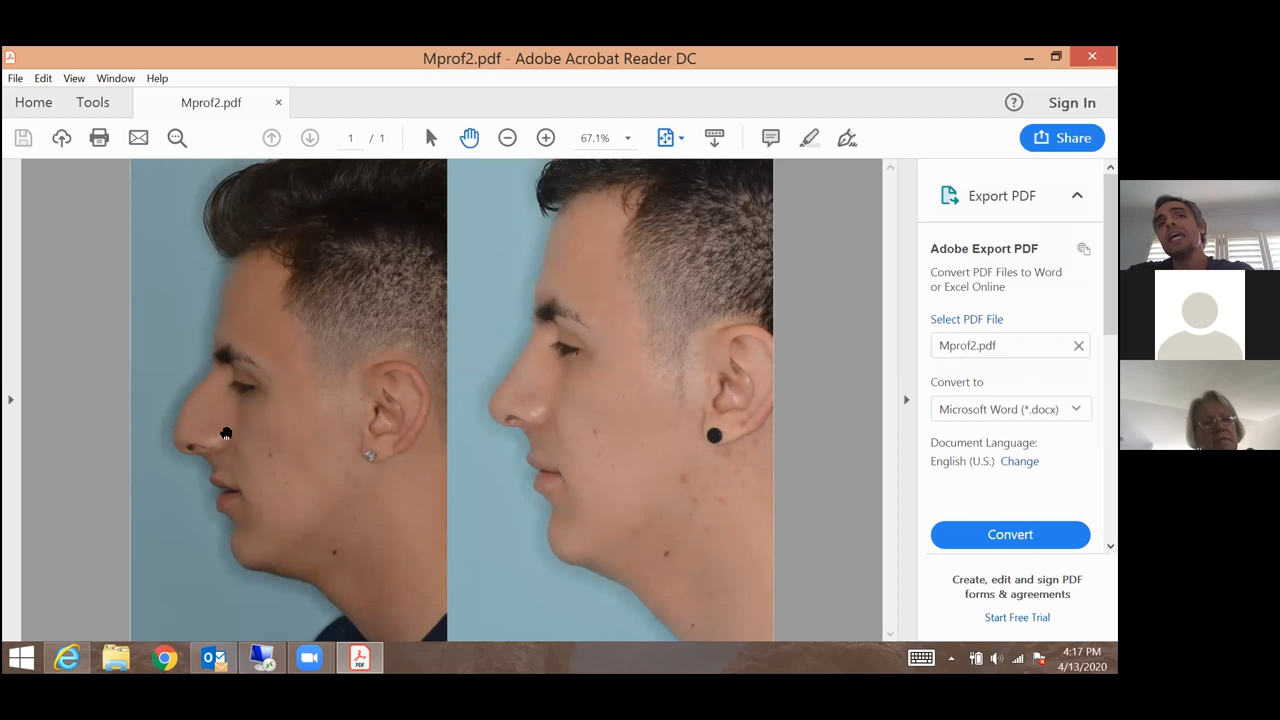 Mprof2.pdf - Adobe Acrobat Reader DC
File Edit View Window Help
Home Tools Mprof2.pdf × Sign In
1 / 1 67.1% Share
Export PDF
Adobe Export PDF
Convert PDF Files to Word
or Excel Online
Select PDF File
Mprof2.pdf
Convert to
Microsoft Word (*.docx)
Document Language:
English (U.S.) Change
Convert
Create, edit and sign PDF
forms & agreements
Start Free Trial
PDF
4:17 PM
4/13/2020